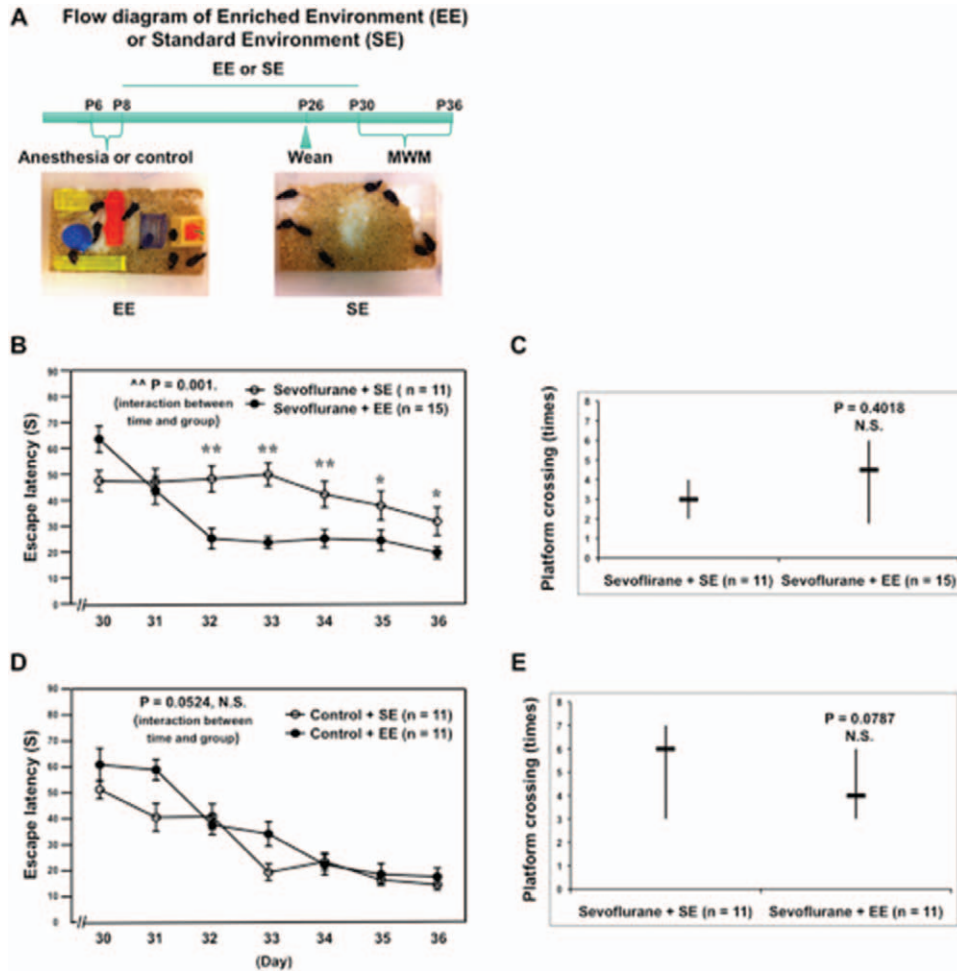 A
Flow diagram of Enriched Environment (EE)
or Standard Environment (SE)
EE or SE
P6 P8 P26 P30 P36
Anesthesia or control Wean MWM
EE SE
B
^^ P = 0.001.
(interaction between
time and group)
Sevoflurane + SE ( n = 11)
Sevoflurane + EE (n = 15)
** ** ** * *
Escape latency (S)
90
80
70
60
50
40
30
20
10
0
//
30 31 32 33 34 35 36
C
P = 0.4018
N.S.
Platform crossing (times)
8
7
6
5
4
3
2
1
0
Sevoflirane + SE (n = 11) Sevoflurane + EE (n = 15)
D
P = 0.0524, N.S.
(interaction between
time and group)
Control + SE (n = 11)
Control + EE (n = 11)
Escape latency (S)
90
80
70
60
50
40
30
20
10
0
//
30 31 32 33 34 35 36
(Day)
E
P = 0.0787
N.S.
Platform crossing (times)
8
7
6
5
4
3
2
1
0
Sevoflurane + SE (n = 11) Sevoflurane + EE (n = 11)